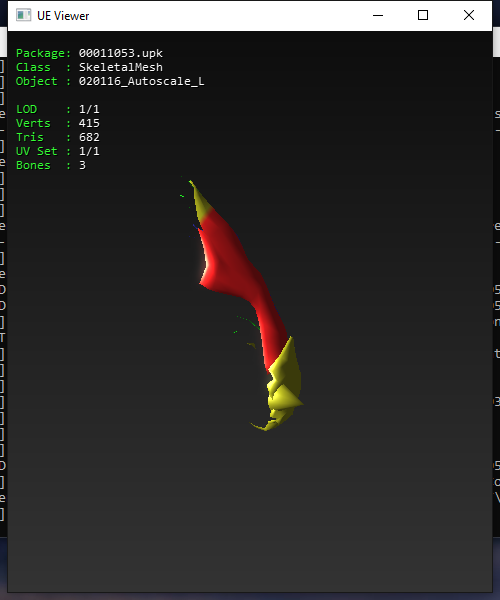 UE Viewer
Package: 00011053.upk
Class : SkeletalMesh
Object : 020116_Autoscale_L
LOD : 1/1
Verts : 415
Tris : 682
UV Set : 1/1
Bones : 3